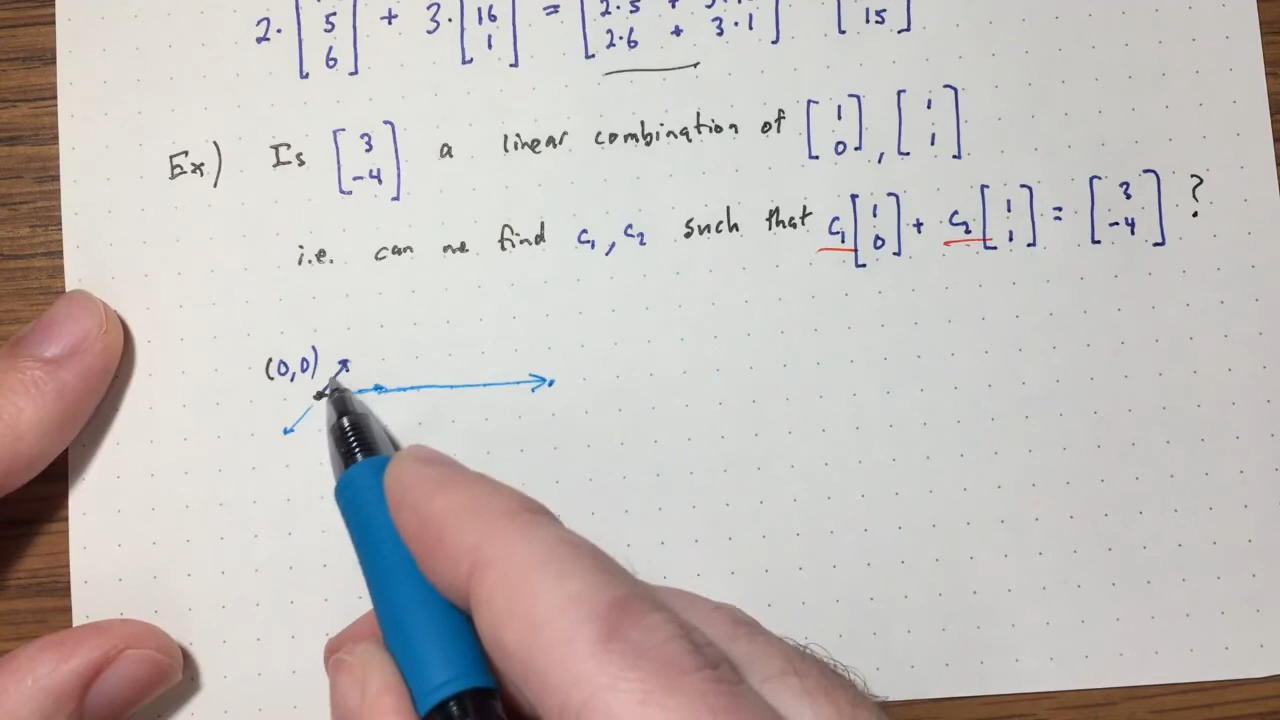 2· [5 6] + 3· [16 1] = [2·5 + 2·6 + 3·1] [15]
Ex) Is [3 -4] a linear combination of [1 0], [1 1]
i.e. can we find c₁, c₂ such that c₁[1 0] + c₂[1 1] = [3 -4] ?
(0,0)